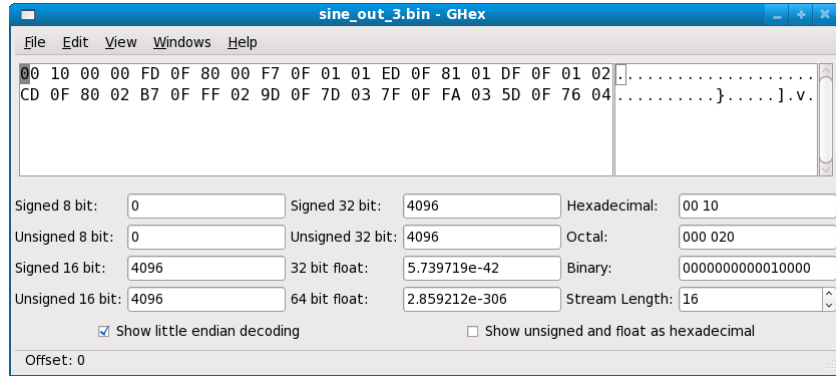 sine_out_3.bin - GHex
File Edit View Windows Help
00 10 00 00 FD 0F 80 00 F7 0F 01 01 ED 0F 81 01 DF 0F 01 02 ....................
CD 0F 80 02 B7 0F FF 02 9D 0F 7D 03 7F 0F FA 03 5D 0F 76 04 ..........}.....].v.
Signed 8 bit: 0 Signed 32 bit: 4096 Hexadecimal: 00 10
Unsigned 8 bit: 0 Unsigned 32 bit: 4096 Octal: 000 020
Signed 16 bit: 4096 32 bit float: 5.739719e-42 Binary: 0000000000010000
Unsigned 16 bit: 4096 64 bit float: 2.859212e-306 Stream Length: 16
Show little endian decoding Show unsigned and float as hexadecimal
Offset: 0